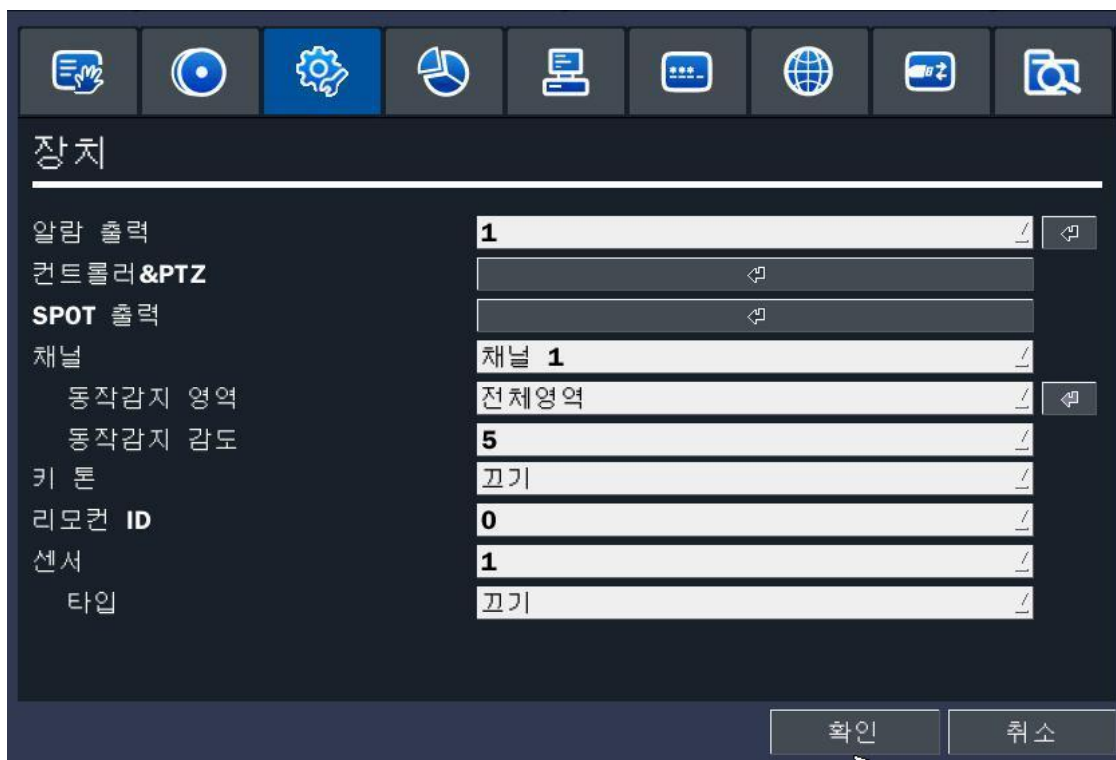 장치
알람 출력 1
컨트롤러&PTZ
SPOT 출력
채널 채널 1
동작감지 영역 전체영역
동작감지 감도 5
키 톤 끄기
리모컨 ID 0
센서 1
타입 끄기
확인 취소